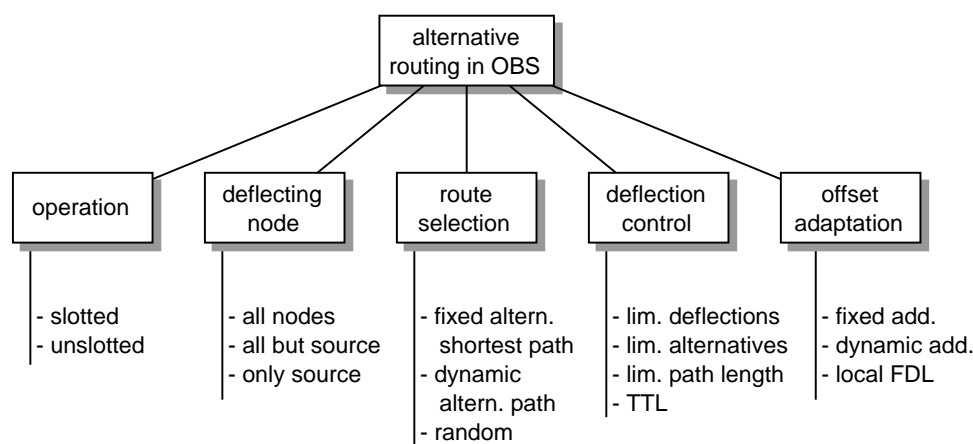 alternative
routing in OBS
operation
deflecting
node
route
selection
deflection
control
offset
adaptation
- slotted
- unslotted
- all nodes
- all but source
- only source
- fixed altern.
shortest path
- dynamic
altern. path
- random
- lim. deflections
- lim. alternatives
- lim. path length
- TTL
- fixed add.
- dynamic add.
- local FDL